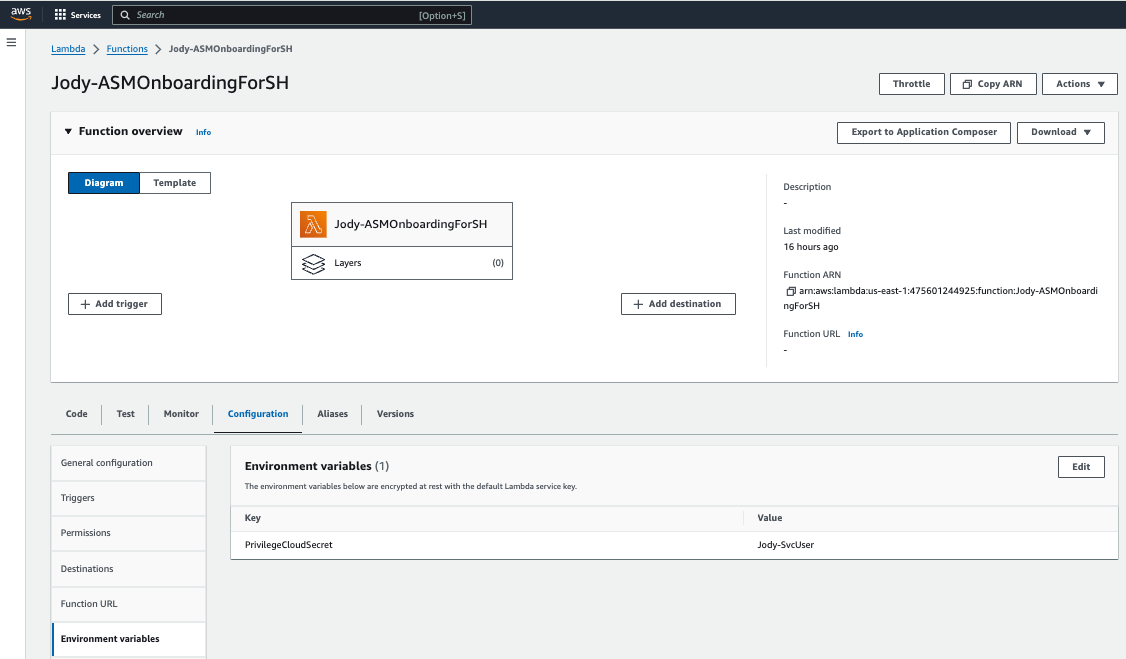 aws
Services
Search
[Option+S]
Lambda
Functions
Jody-ASMOnboardingForSH
Jody-ASMOnboardingForSH
Throttle
Copy ARN
Actions
Function overview
Info
Export to Application Composer
Download
Diagram
Template
Jody-ASMOnboardingForSH
Layers
(0)
Add trigger
Add destination
Description
-
Last modified
16 hours ago
Function ARN
arn:aws:lambda:us-east-1:475601244925:function:Jody-ASMOnboardi
ngForSH
Function URL
Info
-
Code
Test
Monitor
Configuration
Aliases
Versions
General configuration
Triggers
Permissions
Destinations
Function URL
Environment variables
Environment variables (1)
Edit
The environment variables below are encrypted at rest with the default Lambda service key.
Key
Value
PrivilegeCloudSecret
Jody-SvcUser